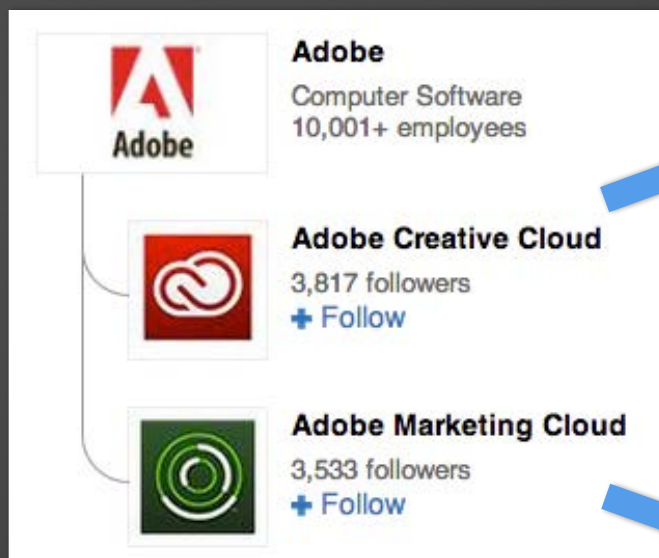 Adobe
Adobe
Computer Software
10,001+ employees
Adobe Creative Cloud
3,817 followers
+ Follow
Adobe Marketing Cloud
3,533 followers
+ Follow